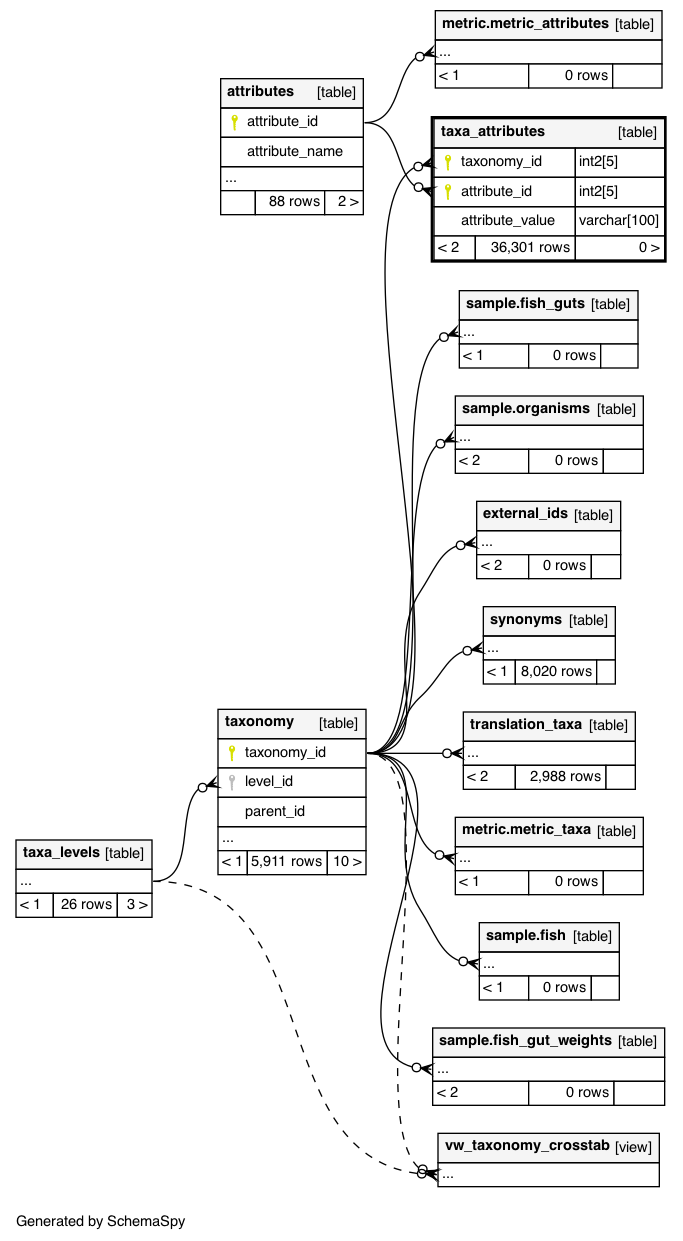 metric.metric_attributes [table]
...
< 1 0 rows
attributes [table]
attribute_id
attribute_name
...
88 rows 2 >
taxa_attributes [table]
taxonomy_id int2[5]
attribute_id int2[5]
attribute_value varchar[100]
< 2 36,301 rows 0 >
sample.fish_guts [table]
...
< 1 0 rows
sample.organisms [table]
...
< 2 0 rows
external_ids [table]
...
< 2 0 rows
synonyms [table]
...
< 1 8,020 rows
taxonomy [table]
taxonomy_id
level_id
parent_id
...
< 1 5,911 rows 10 >
translation_taxa [table]
...
< 2 2,988 rows
taxa_levels [table]
...
< 1 26 rows 3 >
metric.metric_taxa [table]
...
< 1 0 rows
sample.fish [table]
...
< 1 0 rows
sample.fish_gut_weights [table]
...
< 2 0 rows
vw_taxonomy_crosstab [view]
...
Generated by SchemaSpy